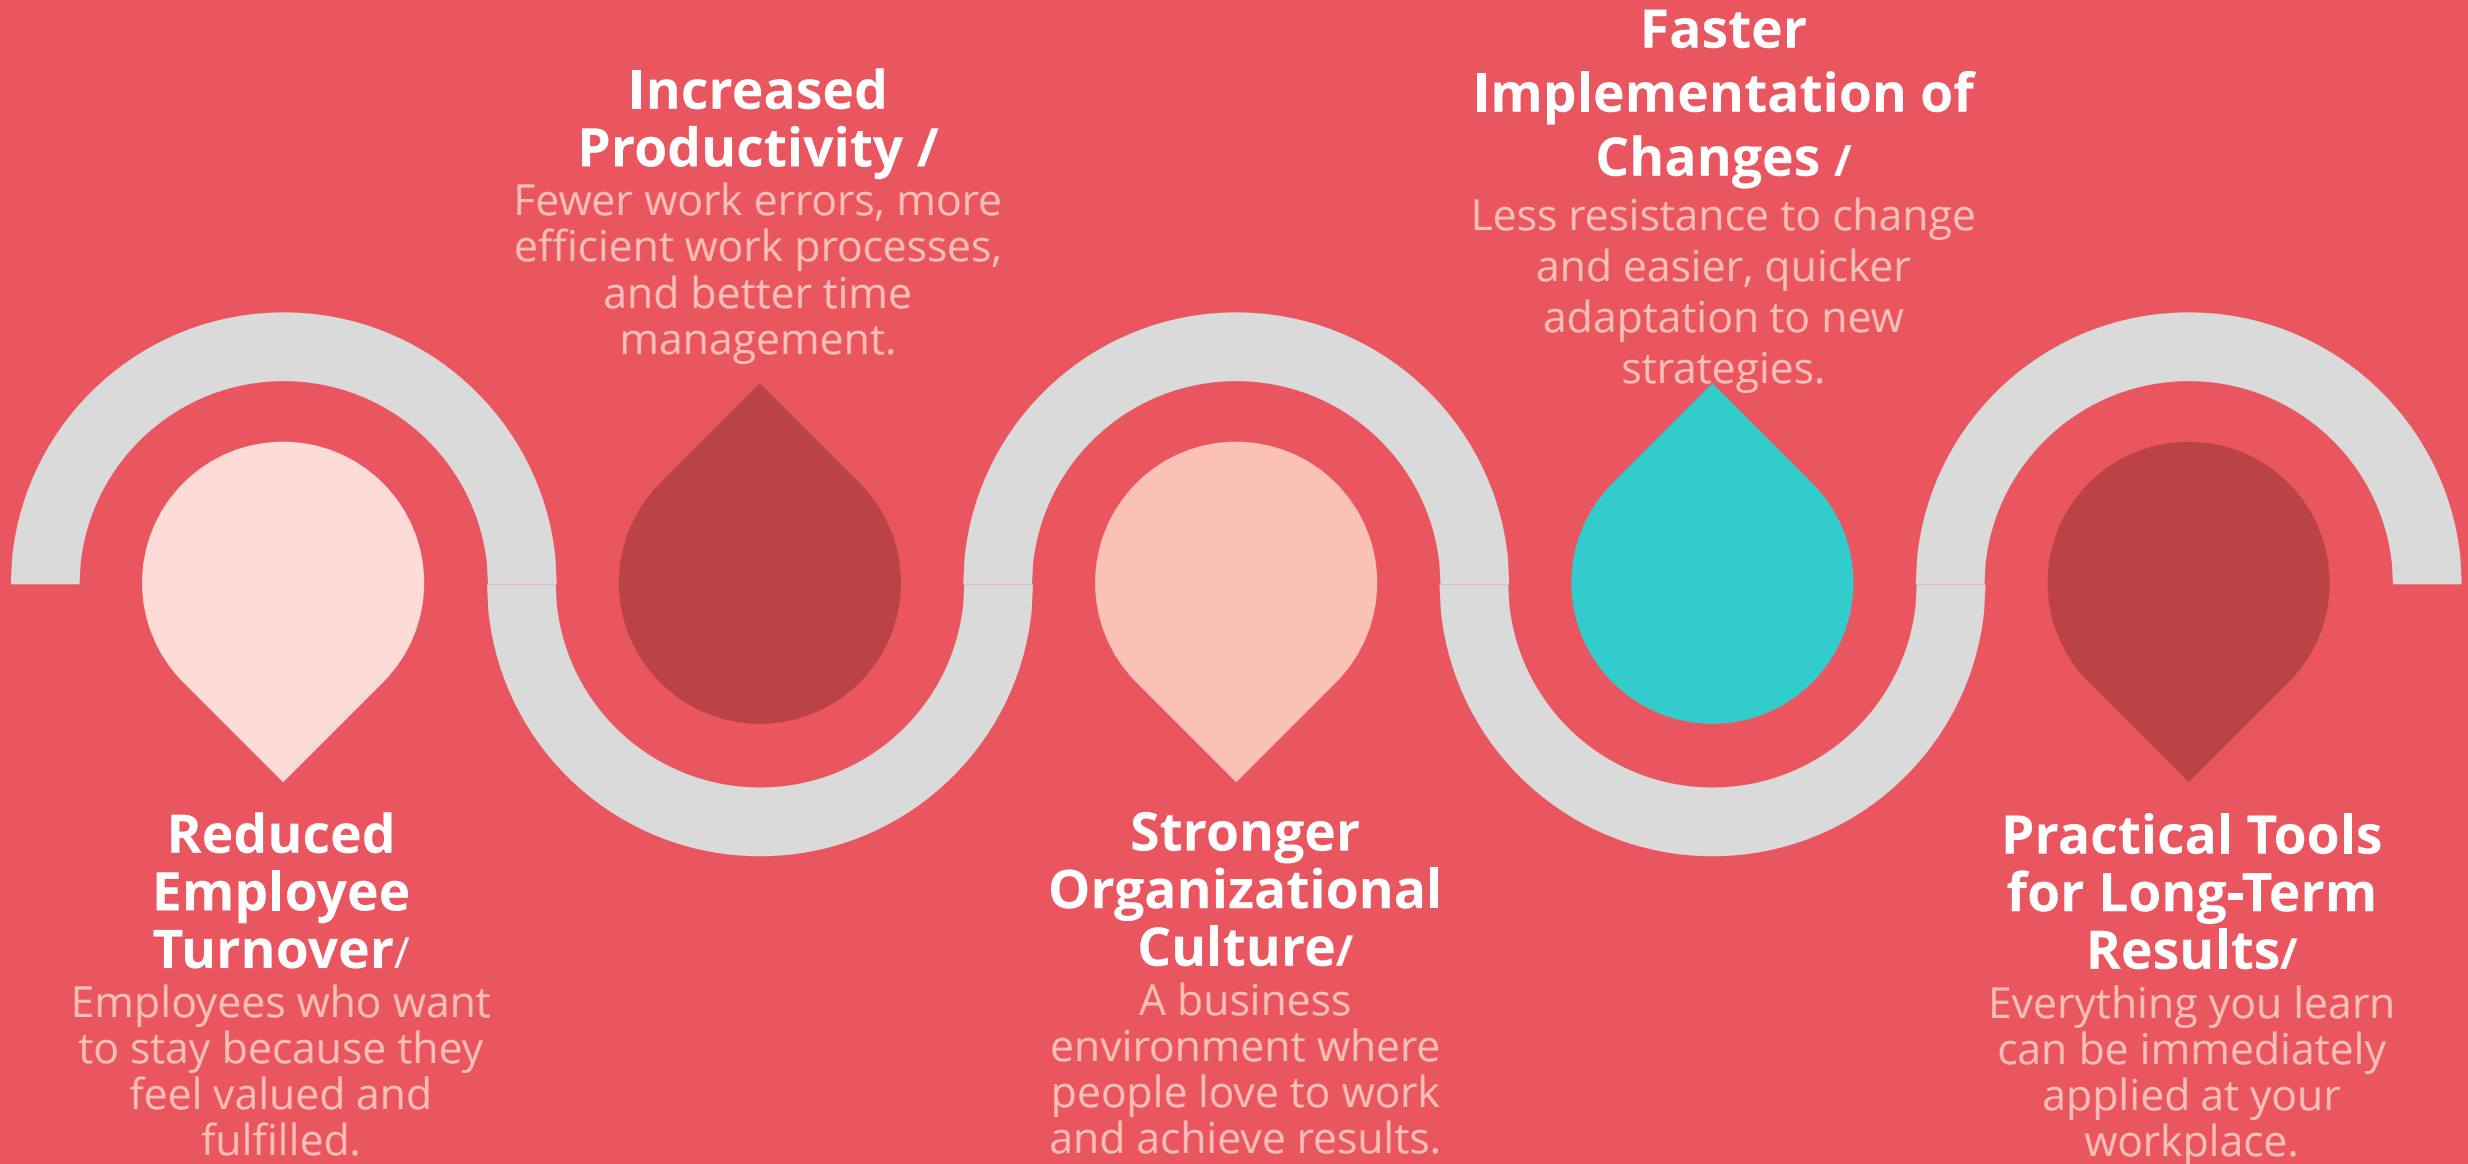 Reduced
Employee
Turnover/
Employees who want
to stay because they
feel valued and
fulfilled.
Increased
Productivity /
Fewer work errors, more
efficient work processes,
and better time
management.
Stronger
Organizational
Culture/
A business
environment where
people love to work
and achieve results.
Faster
Implementation of
Changes /
Less resistance to change
and easier, quicker
adaptation to new
strategies.
Practical Tools
for Long-Term
Results/
Everything you learn
can be immediately
applied at your
workplace.